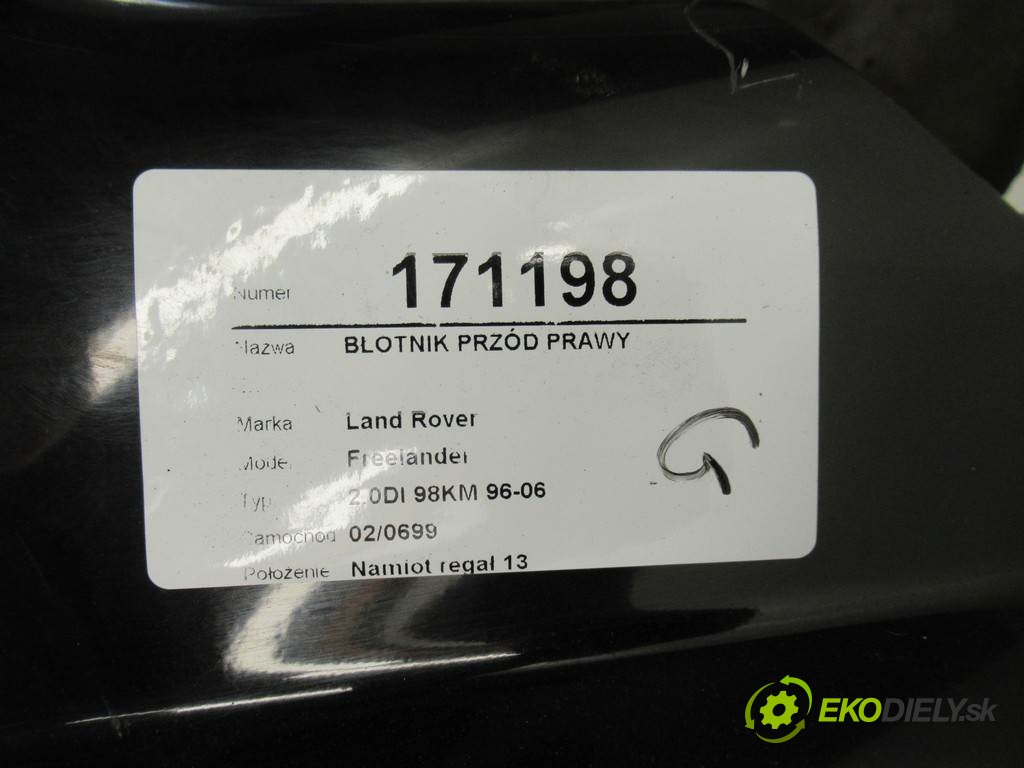 Numer 171198
Nazwa BŁOTNIK PRZÓD PRAWY
Marka Land Rover
Model Freelander
Typ 2.0DI 98KM 96-06
Samochód 02/0699
Położenie Namiot regał 13
G
EKODIELY.sk